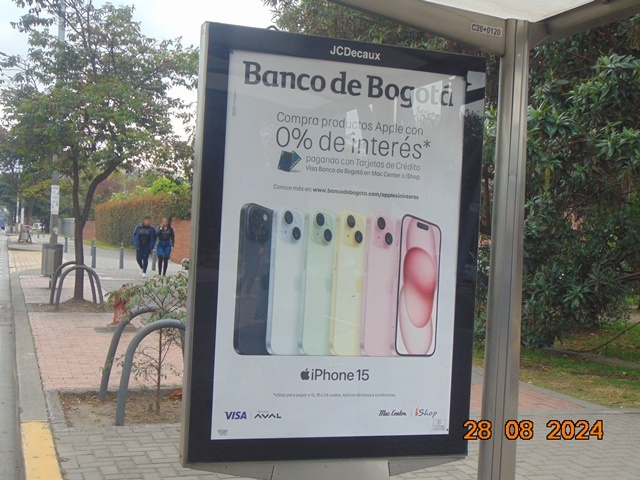 C26+0120
JCDecaux
Banco de Bogotá
Compra productos Apple con
0% de interés*
pagando con Tarjetas de Crédito
Visa Banco de Bogotá en Mac Center o iShop.
Conoce más en: www.bancodebogota.com/applesininteres
iPhone 15
VISA AVAL Mac Center | iShop
28 08 2024